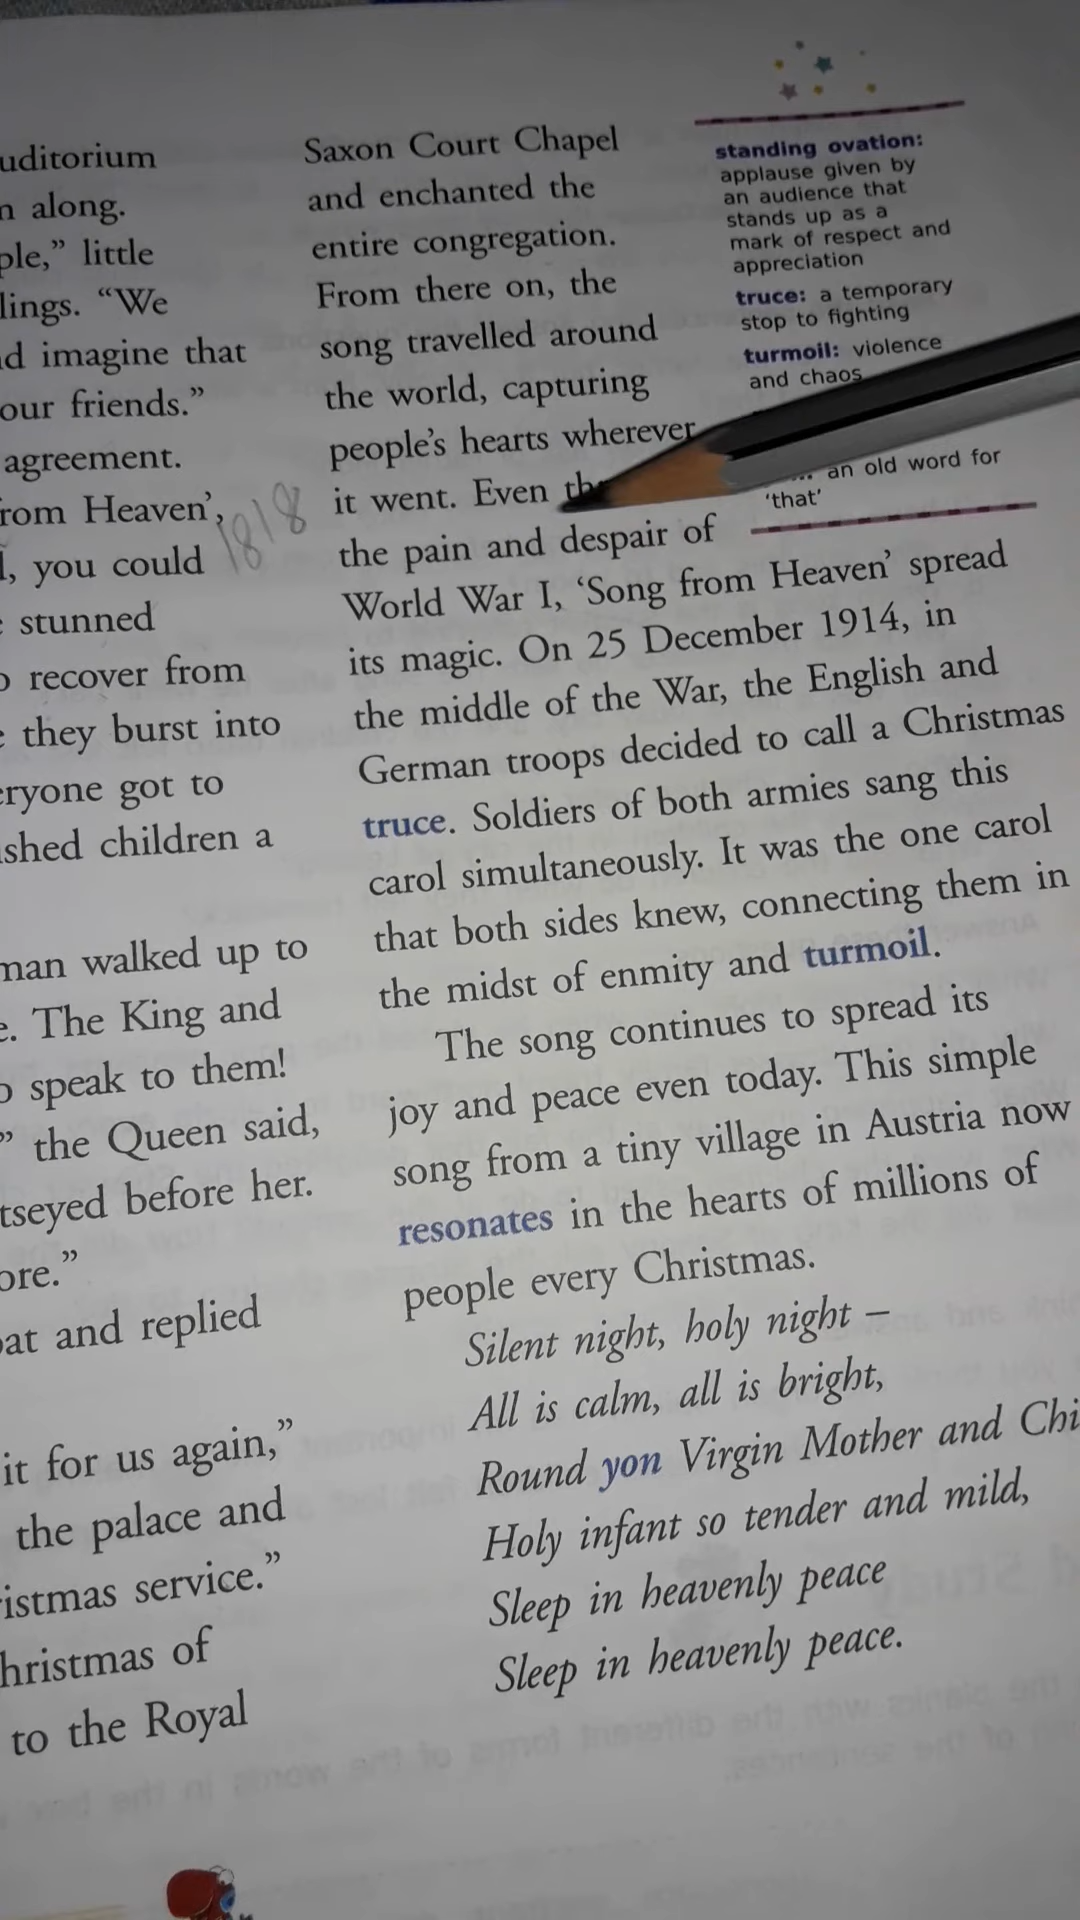 uditorium
n along.
ple,” little
lings. “We
nd imagine that
our friends.”
agreement.
rom Heaven’,
l, you could
stunned
o recover from
e they burst into
eryone got to
shed children a
man walked up to
e. The King and
o speak to them!
” the Queen said,
tseyed before her.
ore.”
oat and replied
it for us again,”
the palace and
istmas service.”
hristmas of
to the Royal
1818
Saxon Court Chapel
and enchanted the
entire congregation.
From there on, the
song travelled around
the world, capturing
people’s hearts wherever
it went. Even
the pain and despair of
World War I, ‘Song from Heaven’ spread
its magic. On 25 December 1914, in
the middle of the War, the English and
German troops decided to call a Christmas
truce. Soldiers of both armies sang this
carol simultaneously. It was the one carol
that both sides knew, connecting them in
the midst of enmity and turmoil.
The song continues to spread its
joy and peace even today. This simple
song from a tiny village in Austria now
resonates in the hearts of millions of
people every Christmas.
Silent night, holy night –
All is calm, all is bright,
Round yon Virgin Mother and Chi
Holy infant so tender and mild,
Sleep in heavenly peace
Sleep in heavenly peace.
standing ovation:
applause given by
an audience that
stands up as a
mark of respect and
appreciation
truce: a temporary
stop to fighting
turmoil: violence
and chaos
an old word for
‘that’